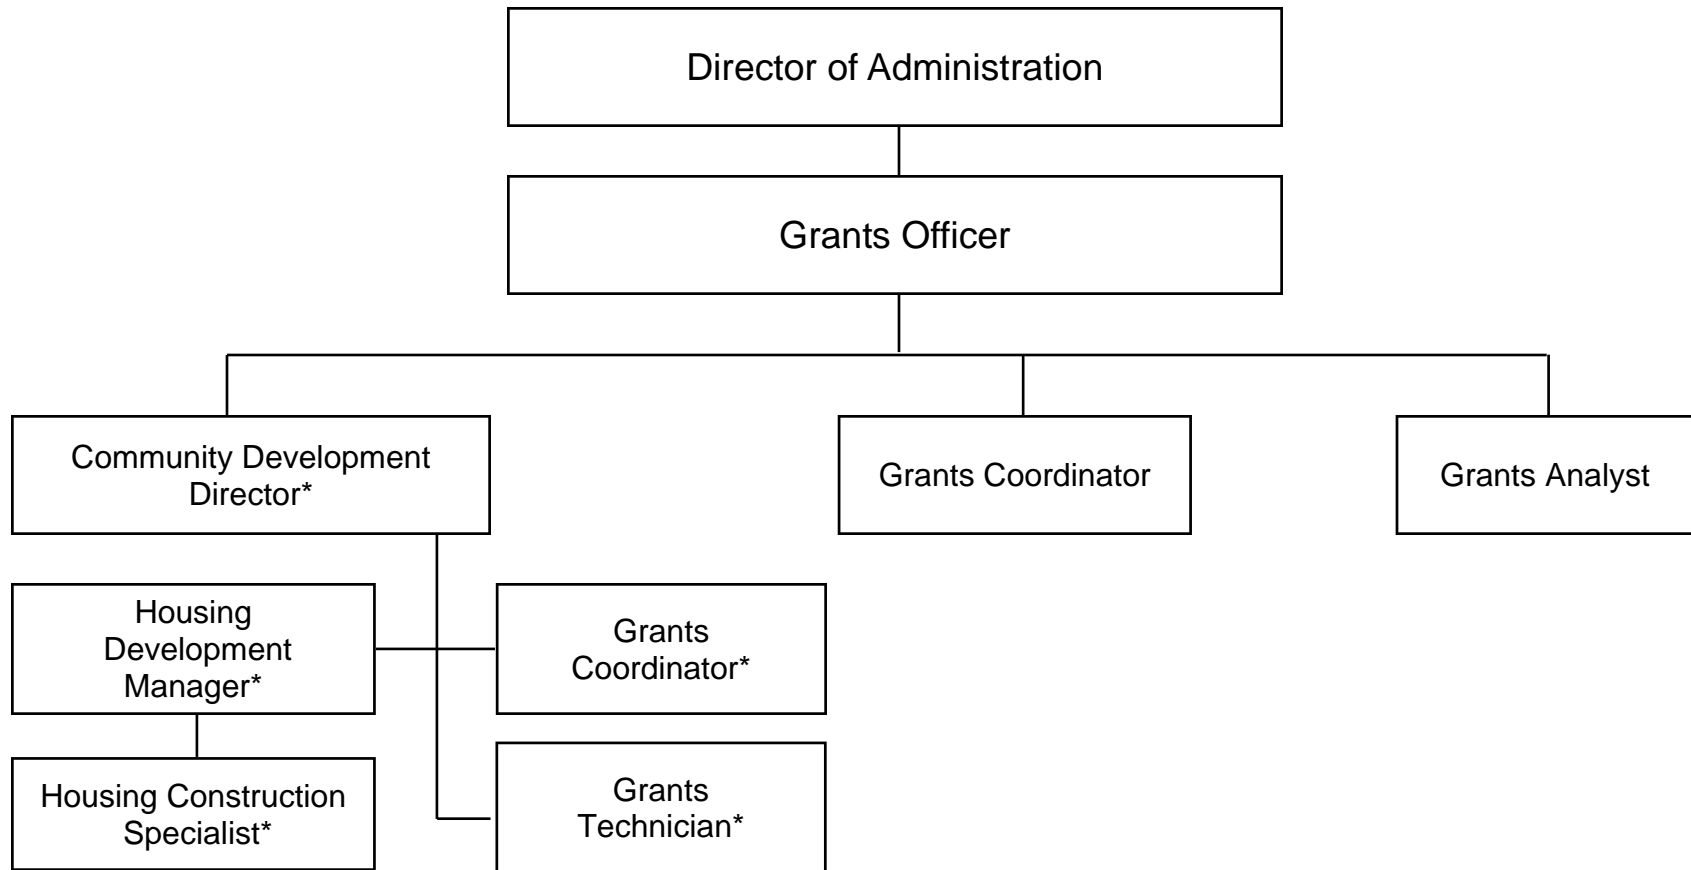 Director of Administration
Grants Officer
Community Development
Director*
Grants Coordinator
Grants Analyst
Housing
Development
Manager*
Grants
Coordinator*
Housing Construction
Specialist*
Grants
Technician*